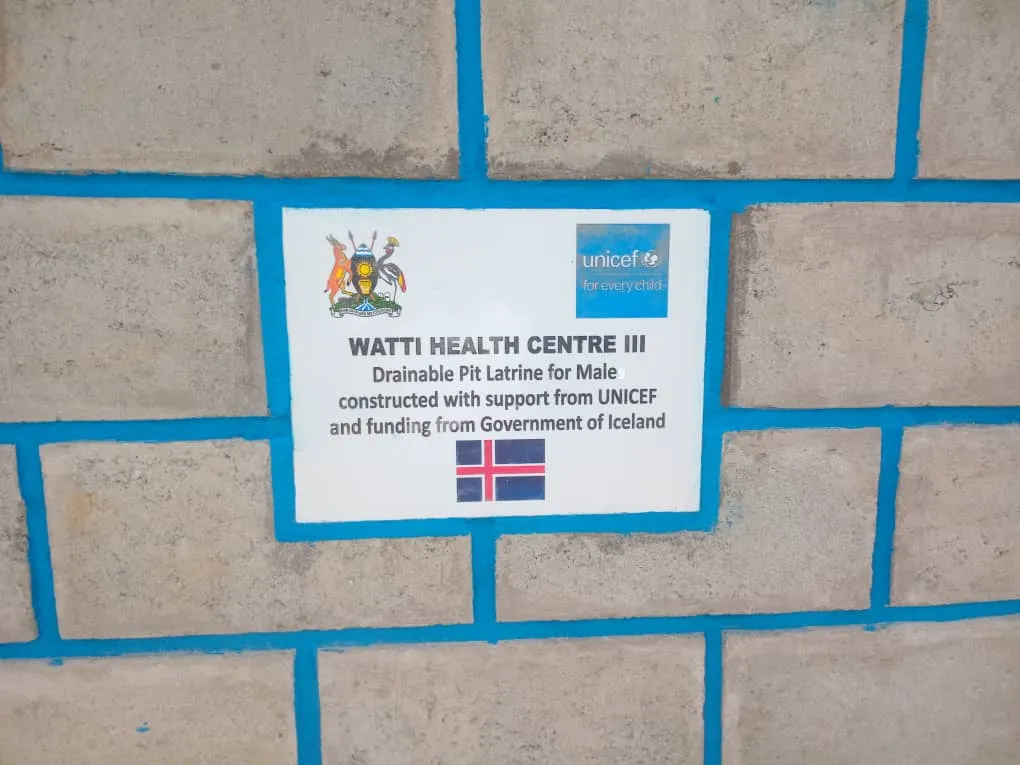 unicef
for every child
WATTI HEALTH CENTRE III
Drainable Pit Latrine for Male
constructed with support from UNICEF
and funding from Government of Iceland